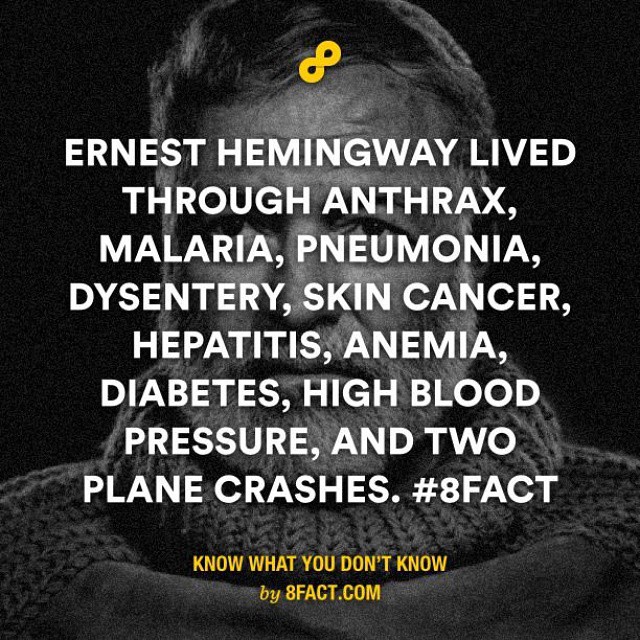 ERNEST HEMINGWAY LIVED
THROUGH ANTHRAX,
MALARIA, PNEUMONIA,
DYSENTERY, SKIN CANCER,
HEPATITIS, ANEMIA,
DIABETES, HIGH BLOOD
PRESSURE, AND TWO
PLANE CRASHES. #8FACT
KNOW WHAT YOU DON'T KNOW
by 8FACT.COM